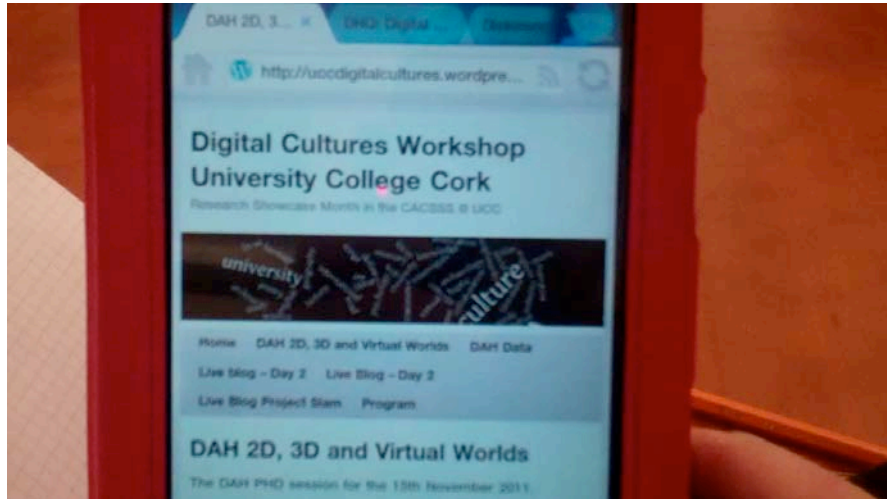 DAH 2D, 3... × DHO: Digital ...
http://uccdigitalcultures.wordpre...
Digital Cultures Workshop
University College Cork
Research Showcase Month in the CACSSS @ UCC
university
culture
Home DAH 2D, 3D and Virtual Worlds DAH Data
Live blog – Day 2 Live Blog – Day 2
Live Blog Project Slam Program
DAH 2D, 3D and Virtual Worlds
The DAH PHD session for the 15th November 2011